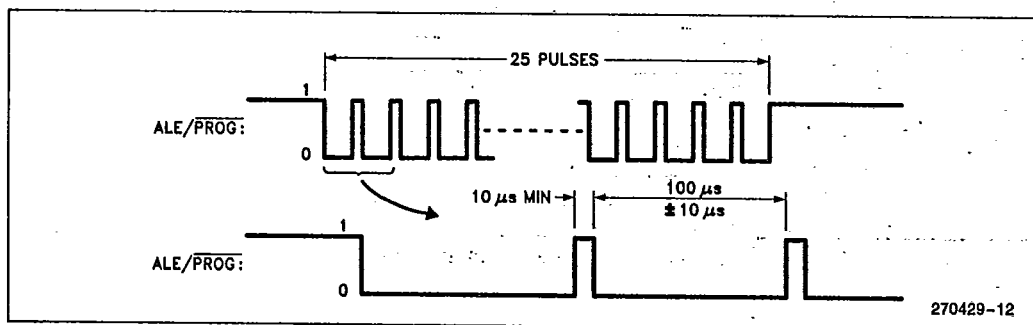 25 PULSES
1
ALE/PROG:
0
10 μs MIN
100 μs
± 10 μs
1
ALE/PROG:
0
270429-12